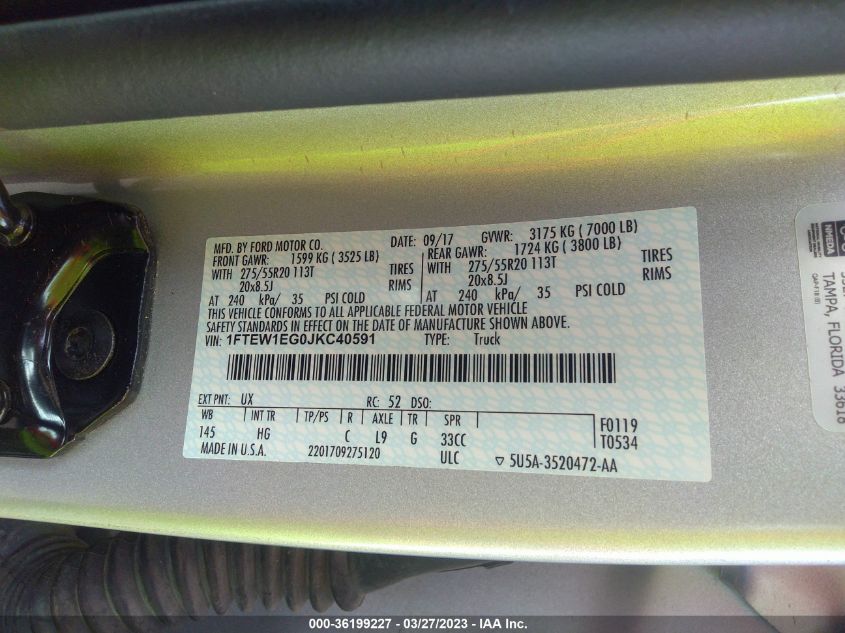 MFD. BY FORD MOTOR CO.
DATE: 09/17 GVWR: 3175 KG ( 7000 LB)
FRONT GAWR: 1599 KG ( 3525 LB)
REAR GAWR: 1724 KG ( 3800 LB)
WITH 275/55R20 113T TIRES
WITH 275/55R20 113T TIRES
20x8.5J RIMS
20x8.5J RIMS
AT 240 kPa/ 35 PSI COLD
AT 240 kPa/ 35 PSI COLD
THIS VEHICLE CONFORMS TO ALL APPLICABLE FEDERAL MOTOR VEHICLE
SAFETY STANDARDS IN EFFECT ON THE DATE OF MANUFACTURE SHOWN ABOVE.
VIN: 1FTEW1EG0JKC40591 TYPE: Truck
EXT PNT: UX RC: 52 DSO:
WB INT TR TP/PS R AXLE TR SPR
145 HG C L9 G 33CC
F0119
T0534
MADE IN U.S.A. 2201709275120 ULC
▽ 5U5A-3520472-AA
NMEDA
TAMPA, FLORIDA 33618
000-36199227 - 03/27/2023 - IAA Inc.